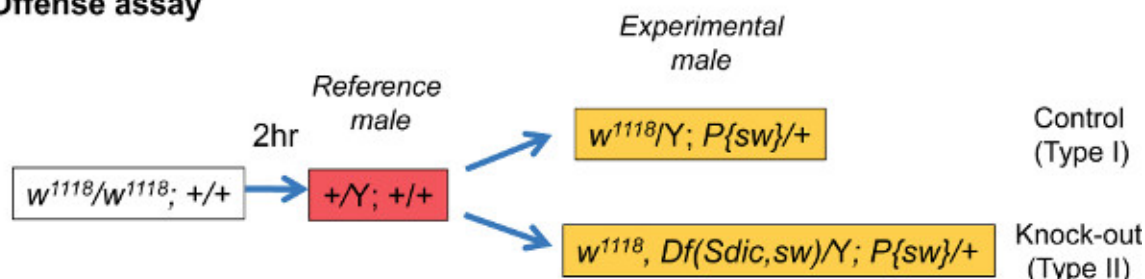 Offense assay
Experimental
male
Reference
male
2hr
w1118/w1118; +/+
+/Y; +/+
w1118/Y; P{sw}/+
Control
(Type I)
w1118, Df(Sdic,sw)/Y; P{sw}/+
Knock-out
(Type II)